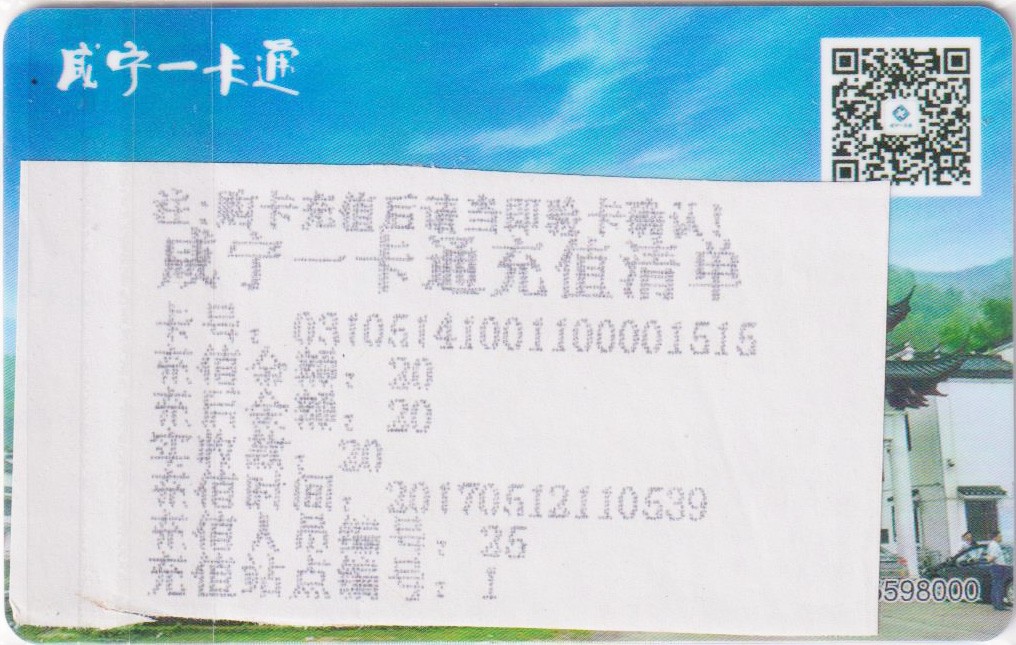 咸宁一卡通
注:购卡充值后请当即验卡确认!
咸宁一卡通充值清单
卡号: 03105141001100001515
充值金额: 20
充后余额: 20
实收款: 20
充值时间: 20170512110539
充值人员编号: 25
充值站点编号: 1
598000